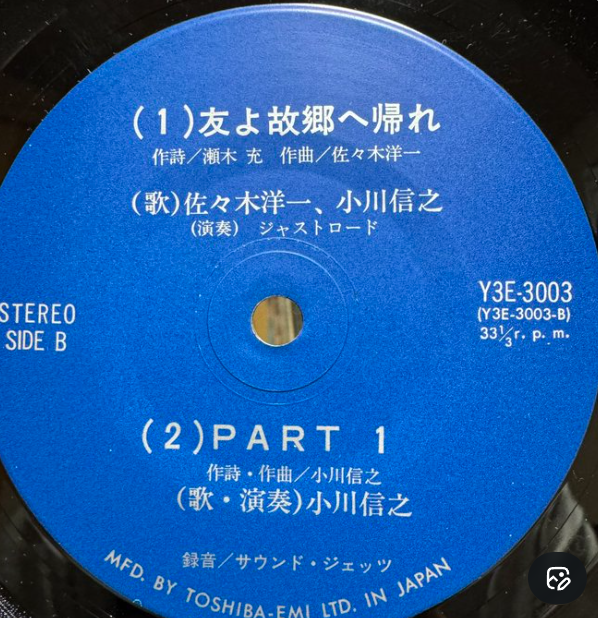 (1)友よ故郷へ帰れ
作詩／瀬木 充　作曲／佐々木洋一
(歌)佐々木洋一、小川信之
(演奏)　ジャストロード
STEREO
SIDE B
Y3E-3003
(Y3E-3003-B)
33⅓r. p. m.
(2)PART 1
作詩・作曲／小川信之
(歌・演奏)小川信之
録音／サウンド・ジェッツ
MFD. BY TOSHIBA-EMI LTD. IN JAPAN